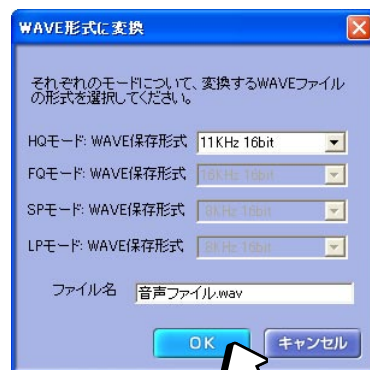 WAVE形式に変換
それぞれのモードについて、変換するWAVEファイル
の形式を選択してください。
HQモード: WAVE保存形式 11KHz 16bit
FQモード: WAVE保存形式 16KHz 16bit
SPモード: WAVE保存形式 8KHz 16bit
LPモード: WAVE保存形式 8KHz 16bit
ファイル名 音声ファイル.wav
OK キャンセル